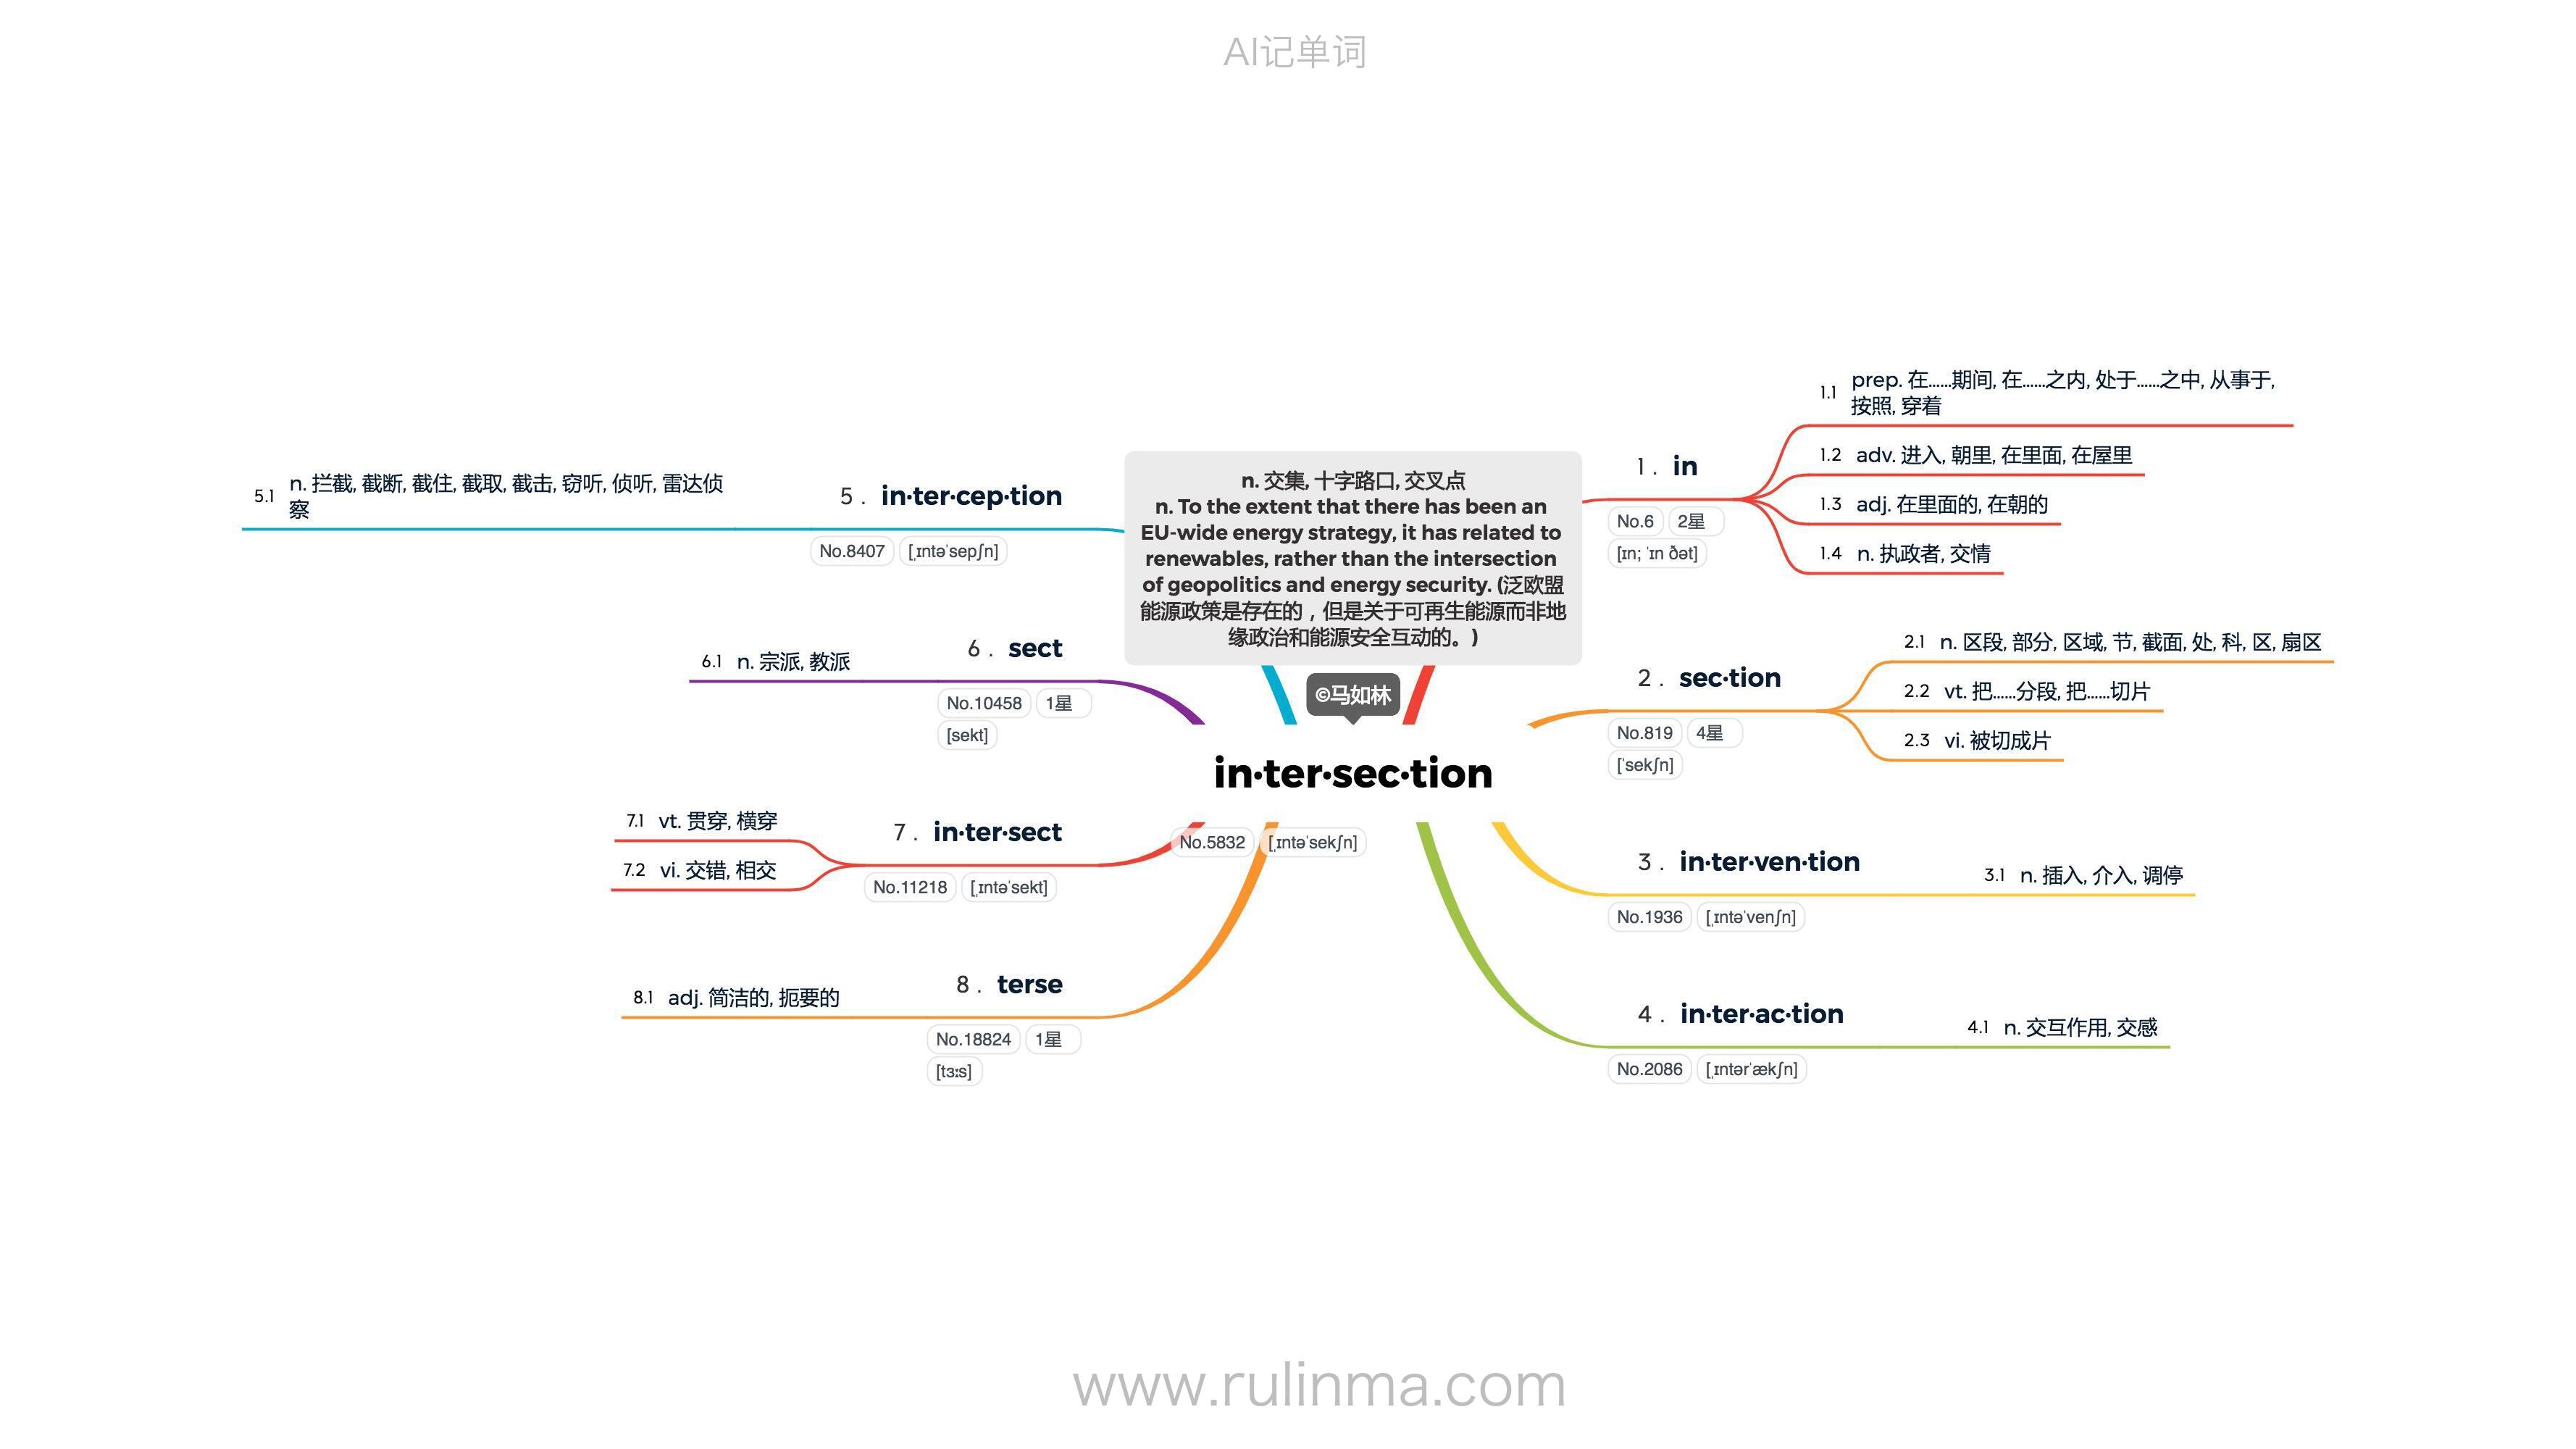 AI记单词
n. 交集, 十字路口, 交叉点
n. To the extent that there has been an
EU-wide energy strategy, it has related to
renewables, rather than the intersection
of geopolitics and energy security. (泛欧盟
能源政策是存在的，但是关于可再生能源而非地
缘政治和能源安全互动的。)
©马如林
in·ter·sec·tion
No.5832 [ˌɪntəˈsekʃn]
1 . in
No.6 2星
[ɪn; ˈɪn ðət]
1.1 prep. 在……期间, 在……之内, 处于……之中, 从事于,
按照, 穿着
1.2 adv. 进入, 朝里, 在里面, 在屋里
1.3 adj. 在里面的, 在朝的
1.4 n. 执政者, 交情
2 . sec·tion
No.819 4星
[ˈsekʃn]
2.1 n. 区段, 部分, 区域, 节, 截面, 处, 科, 区, 扇区
2.2 vt. 把……分段, 把……切片
2.3 vi. 被切成片
3 . in·ter·ven·tion
No.1936 [ˌɪntəˈvenʃn]
3.1 n. 插入, 介入, 调停
4 . in·ter·ac·tion
No.2086 [ˌɪntərˈækʃn]
4.1 n. 交互作用, 交感
5 . in·ter·cep·tion
No.8407 [ˌɪntəˈsepʃn]
5.1 n. 拦截, 截断, 截住, 截取, 截击, 窃听, 侦听, 雷达侦
察
6 . sect
No.10458 1星
[sekt]
6.1 n. 宗派, 教派
7 . in·ter·sect
No.11218 [ˌɪntəˈsekt]
7.1 vt. 贯穿, 横穿
7.2 vi. 交错, 相交
8 . terse
No.18824 1星
[tɜːs]
8.1 adj. 简洁的, 扼要的
www.rulinma.com